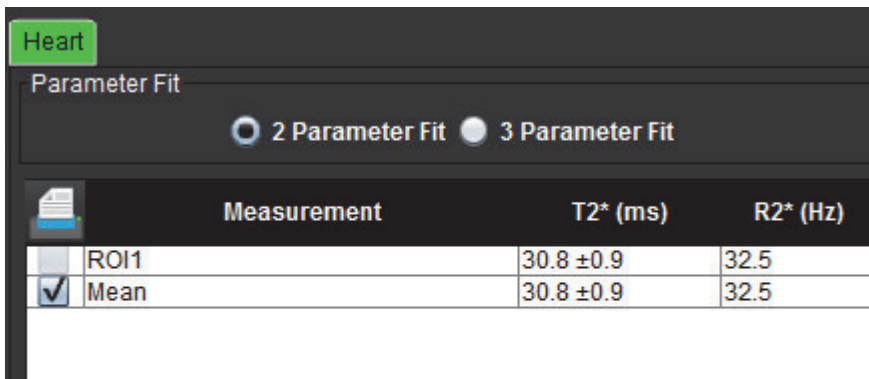 Heart
Parameter Fit
2 Parameter Fit 3 Parameter Fit
Measurement T2* (ms) R2* (Hz)
ROI1 30.8 ±0.9 32.5
Mean 30.8 ±0.9 32.5